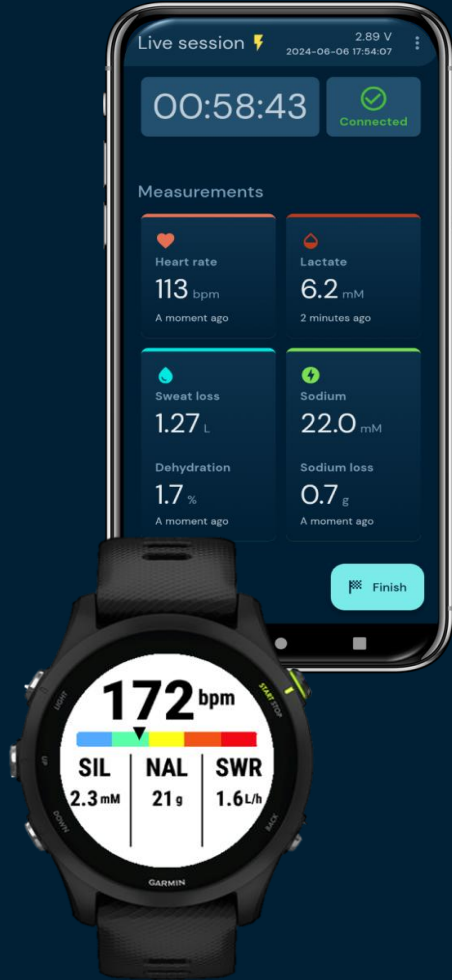 Live session
2.89 V
2024-06-06 17:54:07
00:58:43
Connected
Measurements
Heart rate
113 bpm
A moment ago
Lactate
6.2 mM
2 minutes ago
Sweat loss
1.27 L
Dehydration
1.7 %
A moment ago
Sodium
22.0 mM
Sodium loss
0.7 g
A moment ago
Finish
172 bpm
SIL NAL SWR
2.3 mM 21 g 1.6 L/h
LIGHT
START STOP
UP
DOWN
BACK
GARMIN